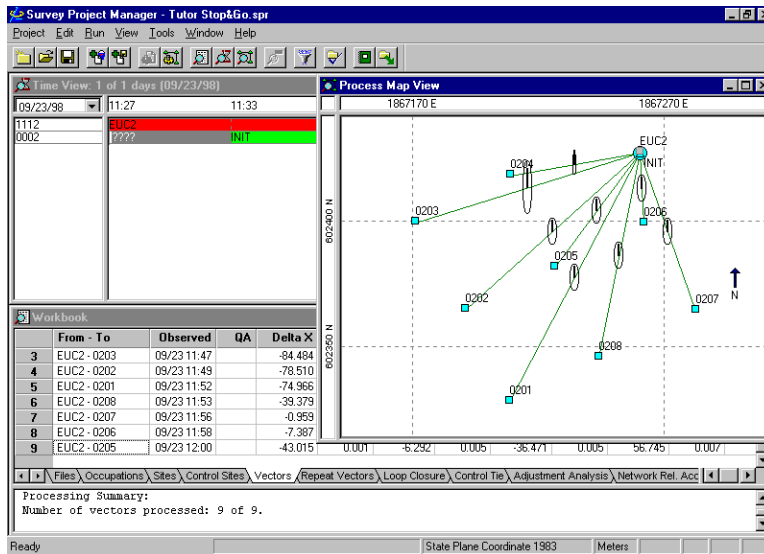 Survey Project Manager - Tutor Stop&Go.spr
Project Edit Run View Tools Window Help
Time View: 1 of 1 days (09/23/98)
09/23/98 11:27 11:33
1112 EUC2
0002 ???? INIT
Process Map View
1867170 E 1867270 E
602400 N
602350 N
EUC2
INIT
0204
0203
0206
0205
0202
0207
0208
0201
N
Workbook
From - To Observed QA Delta X
3 EUC2 - 0203 09/23 11:47 -84.484
4 EUC2 - 0202 09/23 11:49 -78.510
5 EUC2 - 0201 09/23 11:52 -74.966
6 EUC2 - 0208 09/23 11:53 -39.379
7 EUC2 - 0207 09/23 11:56 -0.959
8 EUC2 - 0206 09/23 11:58 -7.387
9 EUC2 - 0205 09/23 12:00 -43.015 0.001 -6.292 0.005 -36.471 0.005 56.745 0.007
Files Occupations Sites Control Sites Vectors Repeat Vectors Loop Closure Control Tie Adjustment Analysis Network Rel. Acc
Processing Summary:
Number of vectors processed: 9 of 9.
Ready State Plane Coordinate 1983 Meters